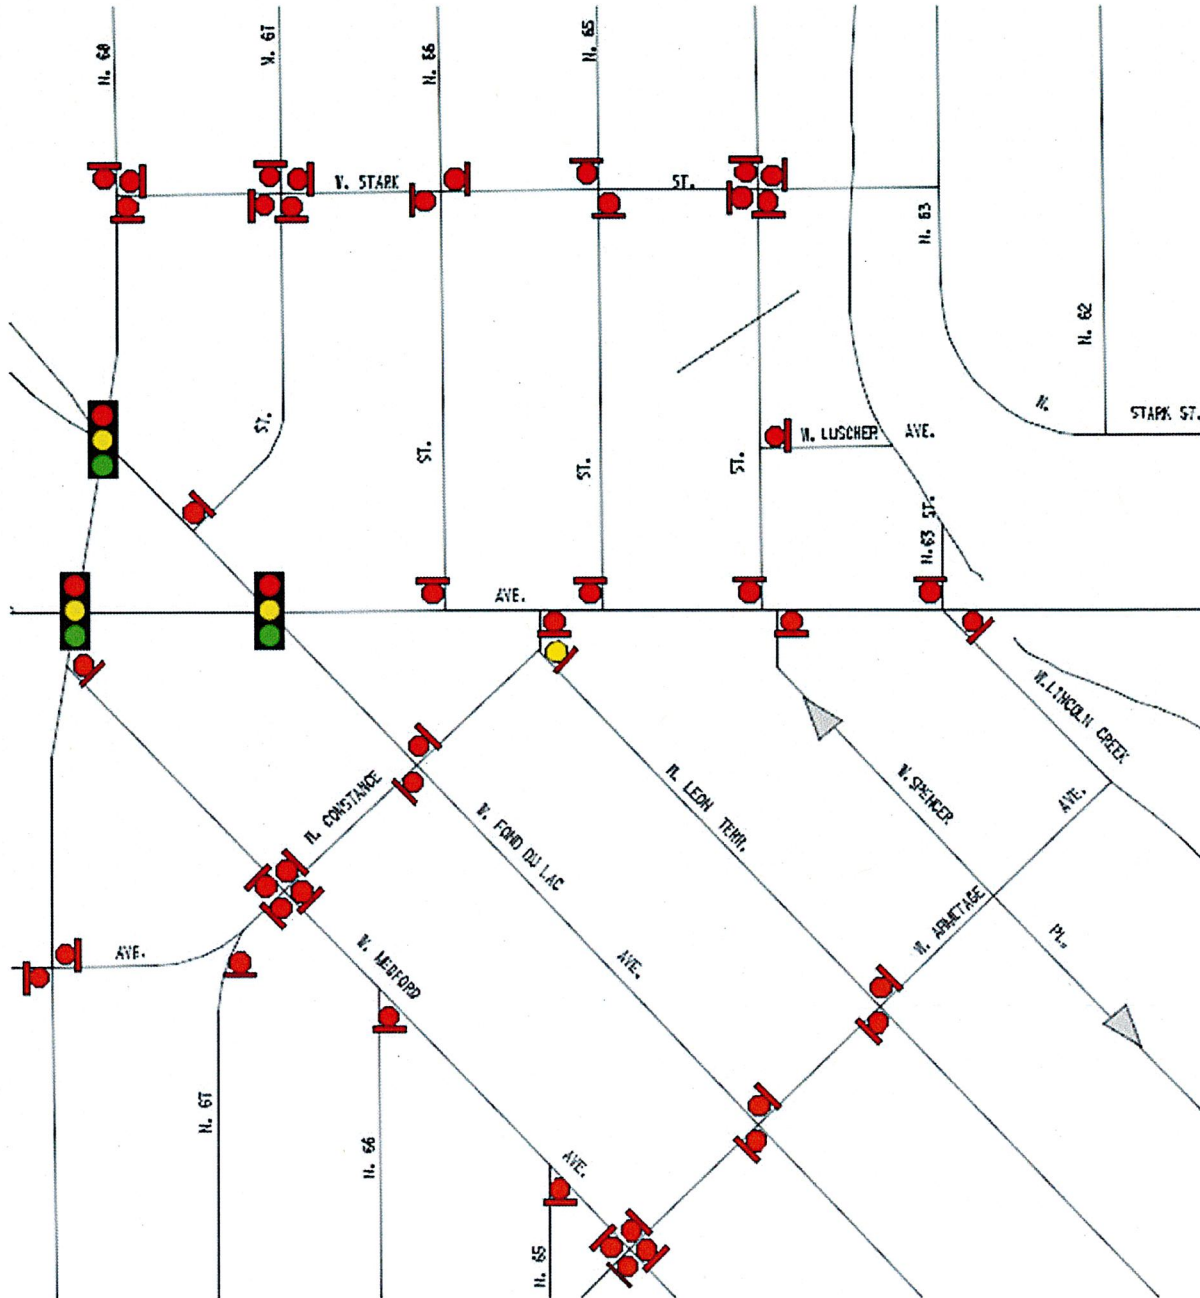 N. 68
N. 67
N. 66
N. 65
W. STARK
ST.
N. 63
N. 62
N.
STARK ST.
ST.
ST.
ST.
ST.
W. LUSCHER
AVE.
N.63 ST.
AVE.
W. LINCOLN CREEK
N. CONSTANCE
W. FOND DU LAC
N. LEON TERR.
W. SPENCER
AVE.
AVE.
W. MEDFORD
AVE.
W. ARMITAGE
PL.
N. 67
N. 66
AVE.
N. 65